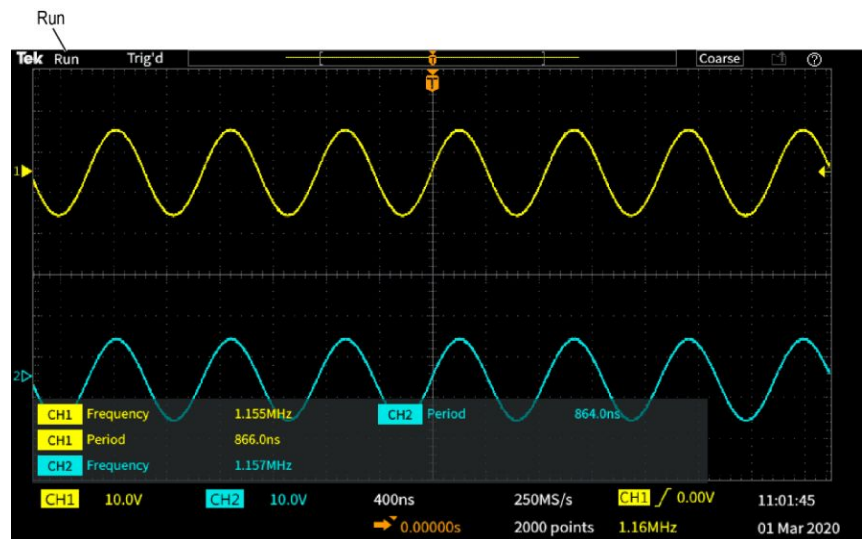 Run
Tek Run Trig'd T Coarse ?
T
1
2
CH1 Frequency 1.155MHz CH2 Period 864.0ns
CH1 Period 866.0ns
CH2 Frequency 1.157MHz
CH1 10.0V CH2 10.0V 400ns 250MS/s CH1 0.00V 11:01:45
0.00000s 2000 points 1.16MHz 01 Mar 2020